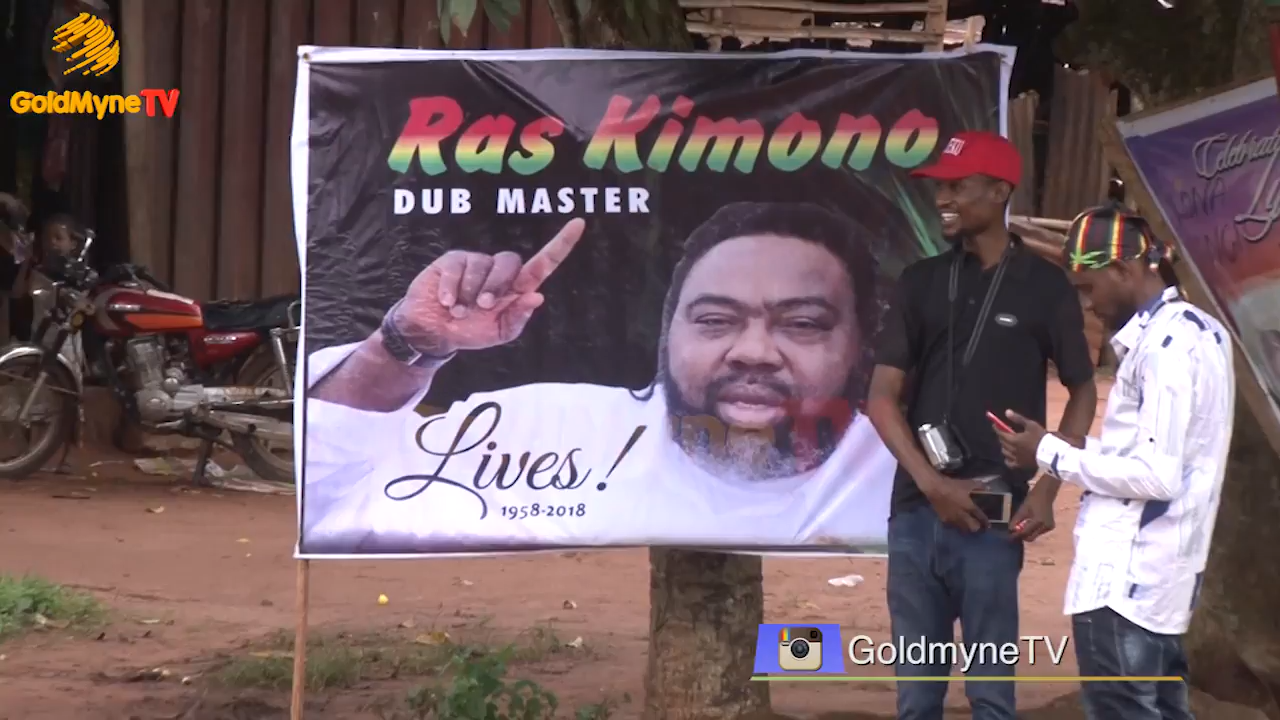 GOLDMYNETV
Ras Kimono
DUB MASTER
Lives!
1958-2018
GoldmyneTV